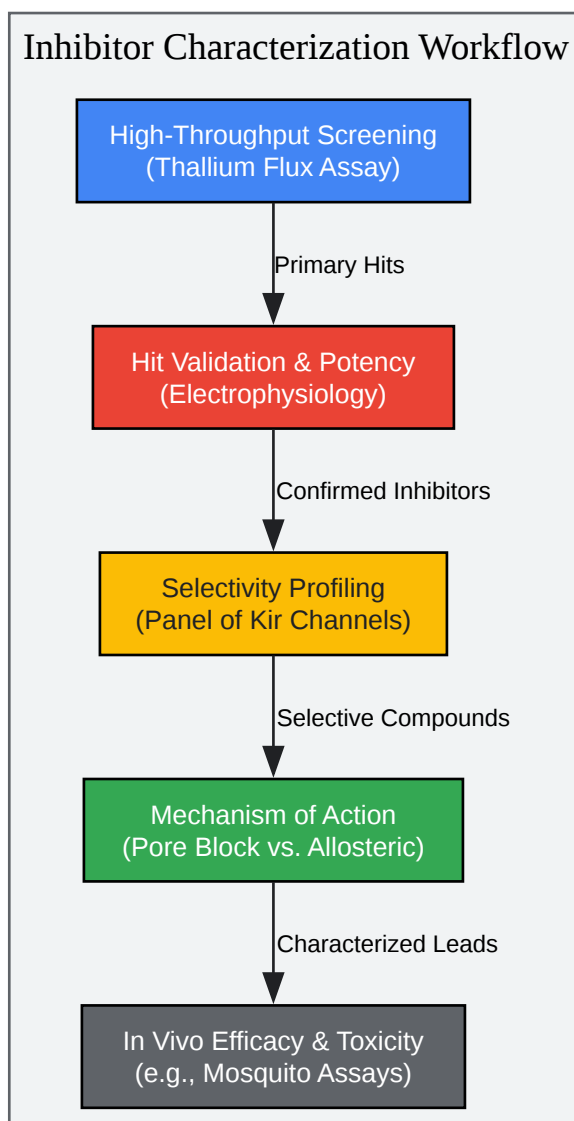 Inhibitor Characterization Workflow
High-Throughput Screening
(Thallium Flux Assay)
Primary Hits
Hit Validation & Potency
(Electrophysiology)
Confirmed Inhibitors
Selectivity Profiling
(Panel of Kir Channels)
Selective Compounds
Mechanism of Action
(Pore Block vs. Allosteric)
Characterized Leads
In Vivo Efficacy & Toxicity
(e.g., Mosquito Assays)